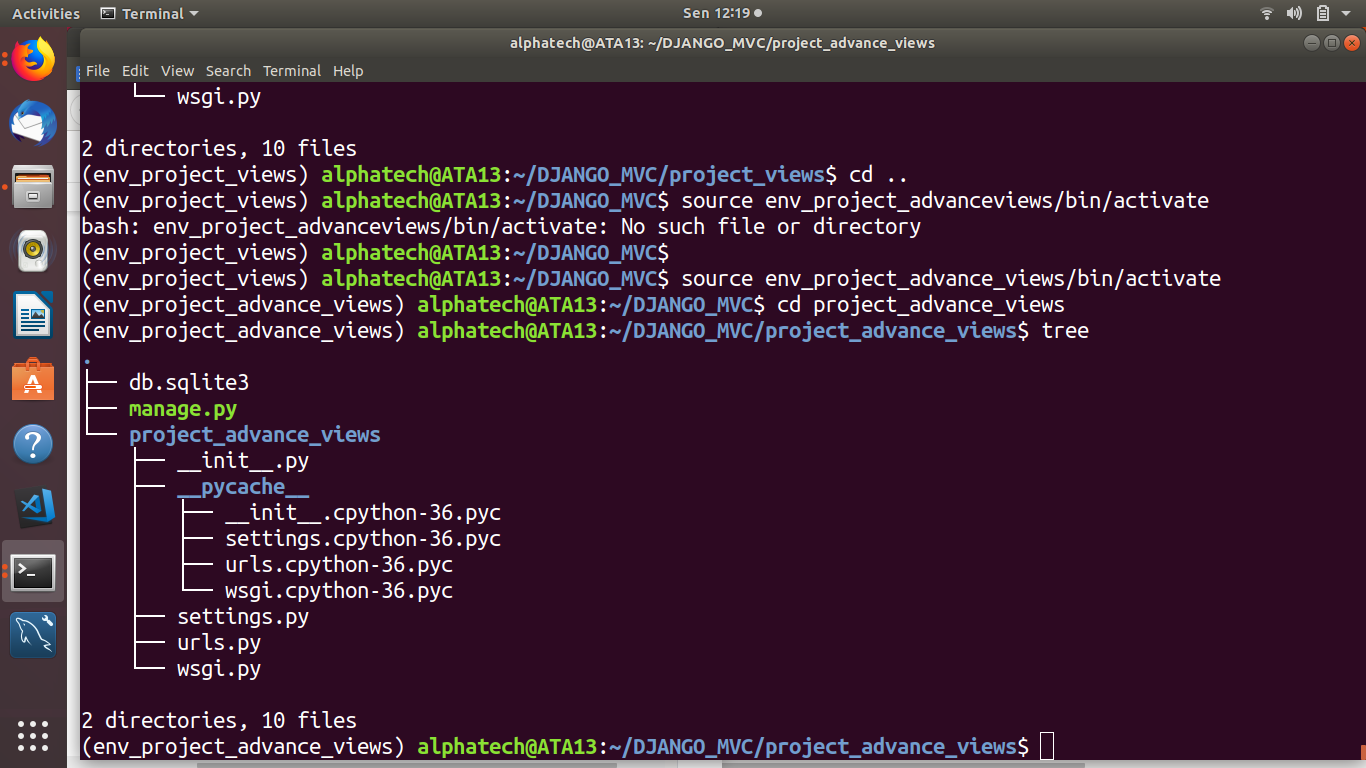 Activities Terminal Sen 12:19
alphatech@ATA13: ~/DJANGO_MVC/project_advance_views
File Edit View Search Terminal Help
└── wsgi.py
2 directories, 10 files
(env_project_views) alphatech@ATA13:~/DJANGO_MVC/project_views$ cd ..
(env_project_views) alphatech@ATA13:~/DJANGO_MVC$ source env_project_advanceviews/bin/activate
bash: env_project_advanceviews/bin/activate: No such file or directory
(env_project_views) alphatech@ATA13:~/DJANGO_MVC$
(env_project_views) alphatech@ATA13:~/DJANGO_MVC$ source env_project_advance_views/bin/activate
(env_project_advance_views) alphatech@ATA13:~/DJANGO_MVC$ cd project_advance_views
(env_project_advance_views) alphatech@ATA13:~/DJANGO_MVC/project_advance_views$ tree
.
├── db.sqlite3
├── manage.py
└── project_advance_views
    ├── __init__.py
    ├── __pycache__
    │   ├── __init__.cpython-36.pyc
    │   ├── settings.cpython-36.pyc
    │   ├── urls.cpython-36.pyc
    │   └── wsgi.cpython-36.pyc
    ├── settings.py
    ├── urls.py
    └── wsgi.py
2 directories, 10 files
(env_project_advance_views) alphatech@ATA13:~/DJANGO_MVC/project_advance_views$